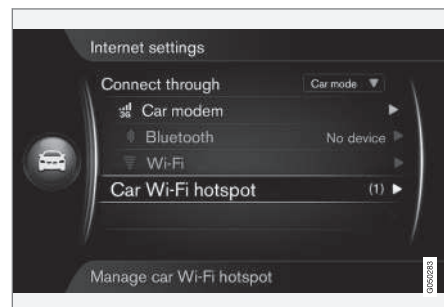 Internet settings
Connect through Car mode
3G Car modem
Bluetooth No device
Wi-Fi
Car Wi-Fi hotspot (1)
Manage car Wi-Fi hotspot
G050283